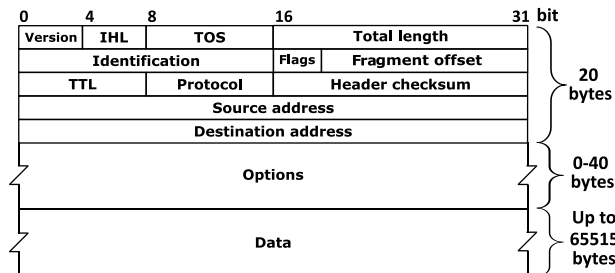 0 4 8 16 31 bit
Version IHL TOS Total length
Identification Flags Fragment offset
TTL Protocol Header checksum
Source address
Destination address
20
bytes
Options
0-40
bytes
Data
Up to
65515
bytes